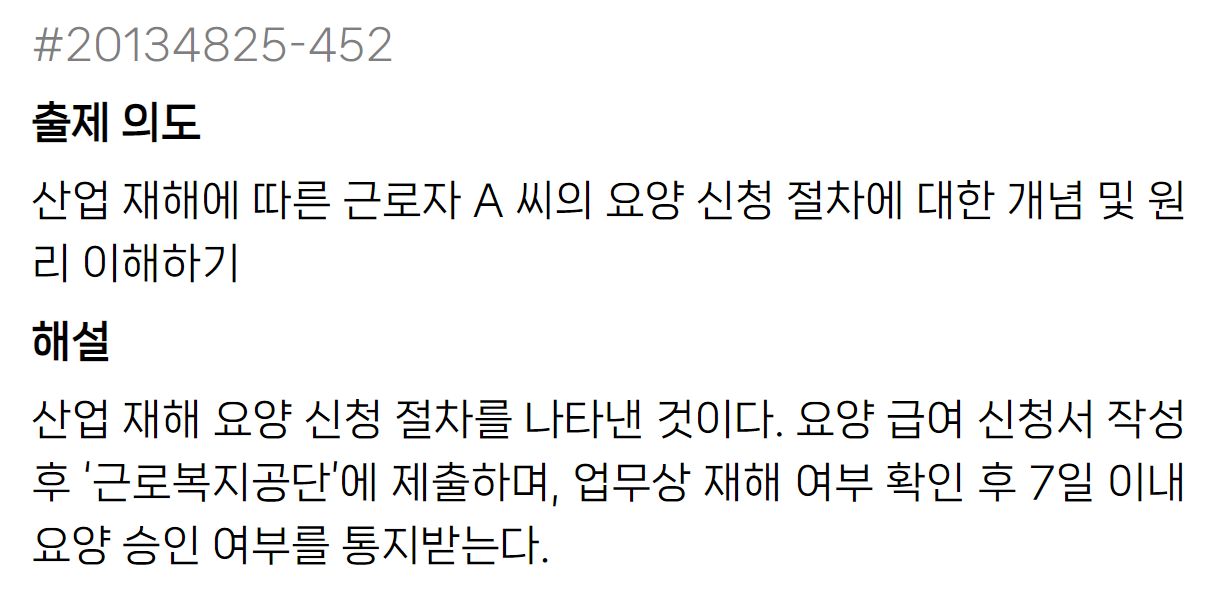 #20134825-452
출제 의도
산업 재해에 따른 근로자 A 씨의 요양 신청 절차에 대한 개념 및 원
리 이해하기
해설
산업 재해 요양 신청 절차를 나타낸 것이다. 요양 급여 신청서 작성
후 ‘근로복지공단’에 제출하며, 업무상 재해 여부 확인 후 7일 이내
요양 승인 여부를 통지받는다.